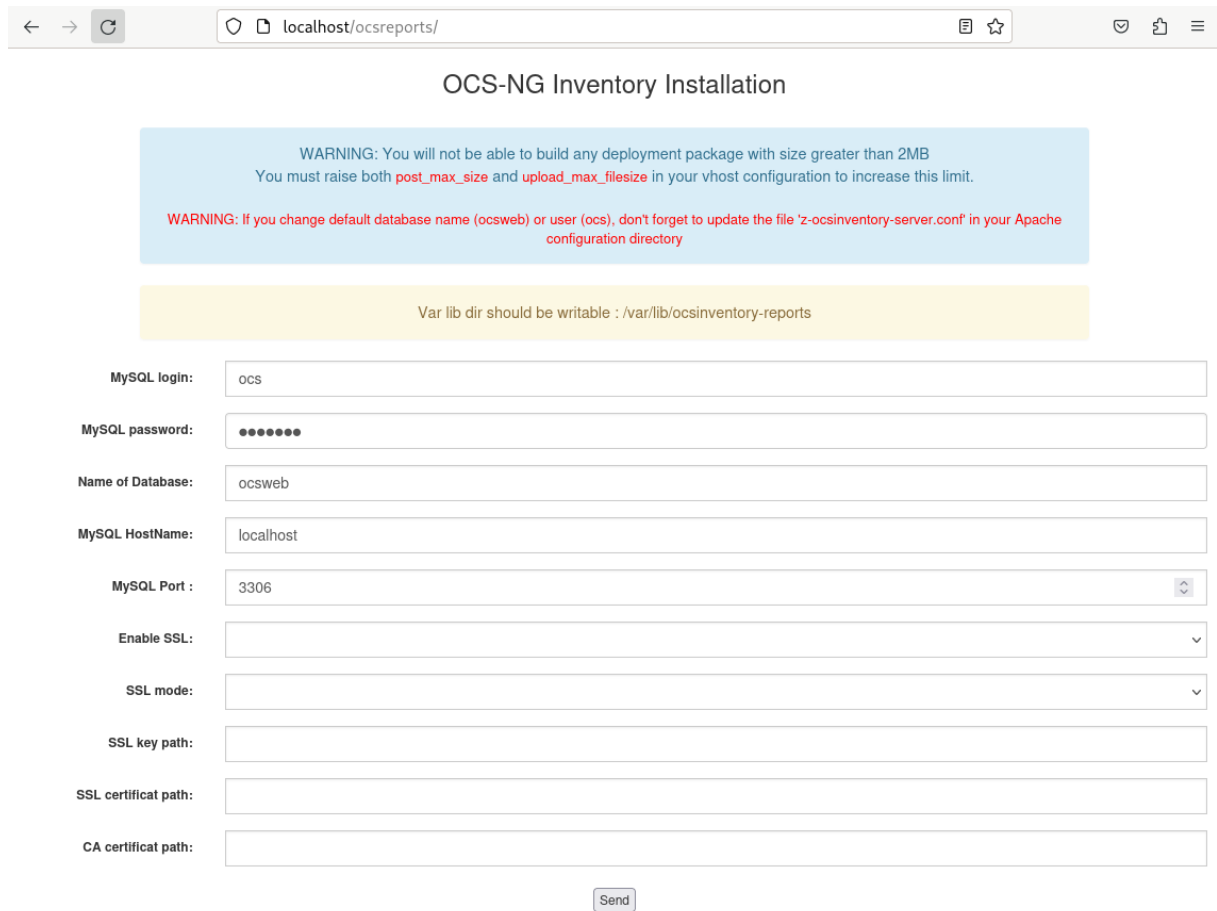 localhost/ocsreports/
OCS-NG Inventory Installation
WARNING: You will not be able to build any deployment package with size greater than 2MB
You must raise both post_max_size and upload_max_filesize in your vhost configuration to increase this limit.
WARNING: If you change default database name (ocsweb) or user (ocs), don't forget to update the file 'z-ocsinventory-server.conf' in your Apache
configuration directory
Var lib dir should be writable : /var/lib/ocsinventory-reports
MySQL login: ocs
MySQL password: ●●●●●●●
Name of Database: ocsweb
MySQL HostName: localhost
MySQL Port : 3306
Enable SSL:
SSL mode:
SSL key path:
SSL certificat path:
CA certificat path:
Send